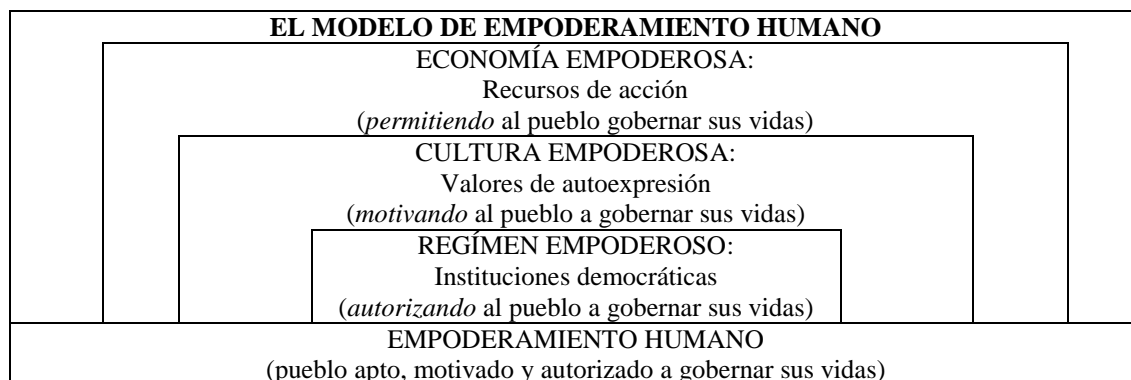 EL MODELO DE EMPODERAMIENTO HUMANO
ECONOMÍA EMPODEROSA:
Recursos de acción
(permitiendo al pueblo gobernar sus vidas)
CULTURA EMPODEROSA:
Valores de autoexpresión
(motivando al pueblo a gobernar sus vidas)
REGÍMEN EMPODEROSO:
Instituciones democráticas
(autorizando al pueblo a gobernar sus vidas)
EMPODERAMIENTO HUMANO
(pueblo apto, motivado y autorizado a gobernar sus vidas)